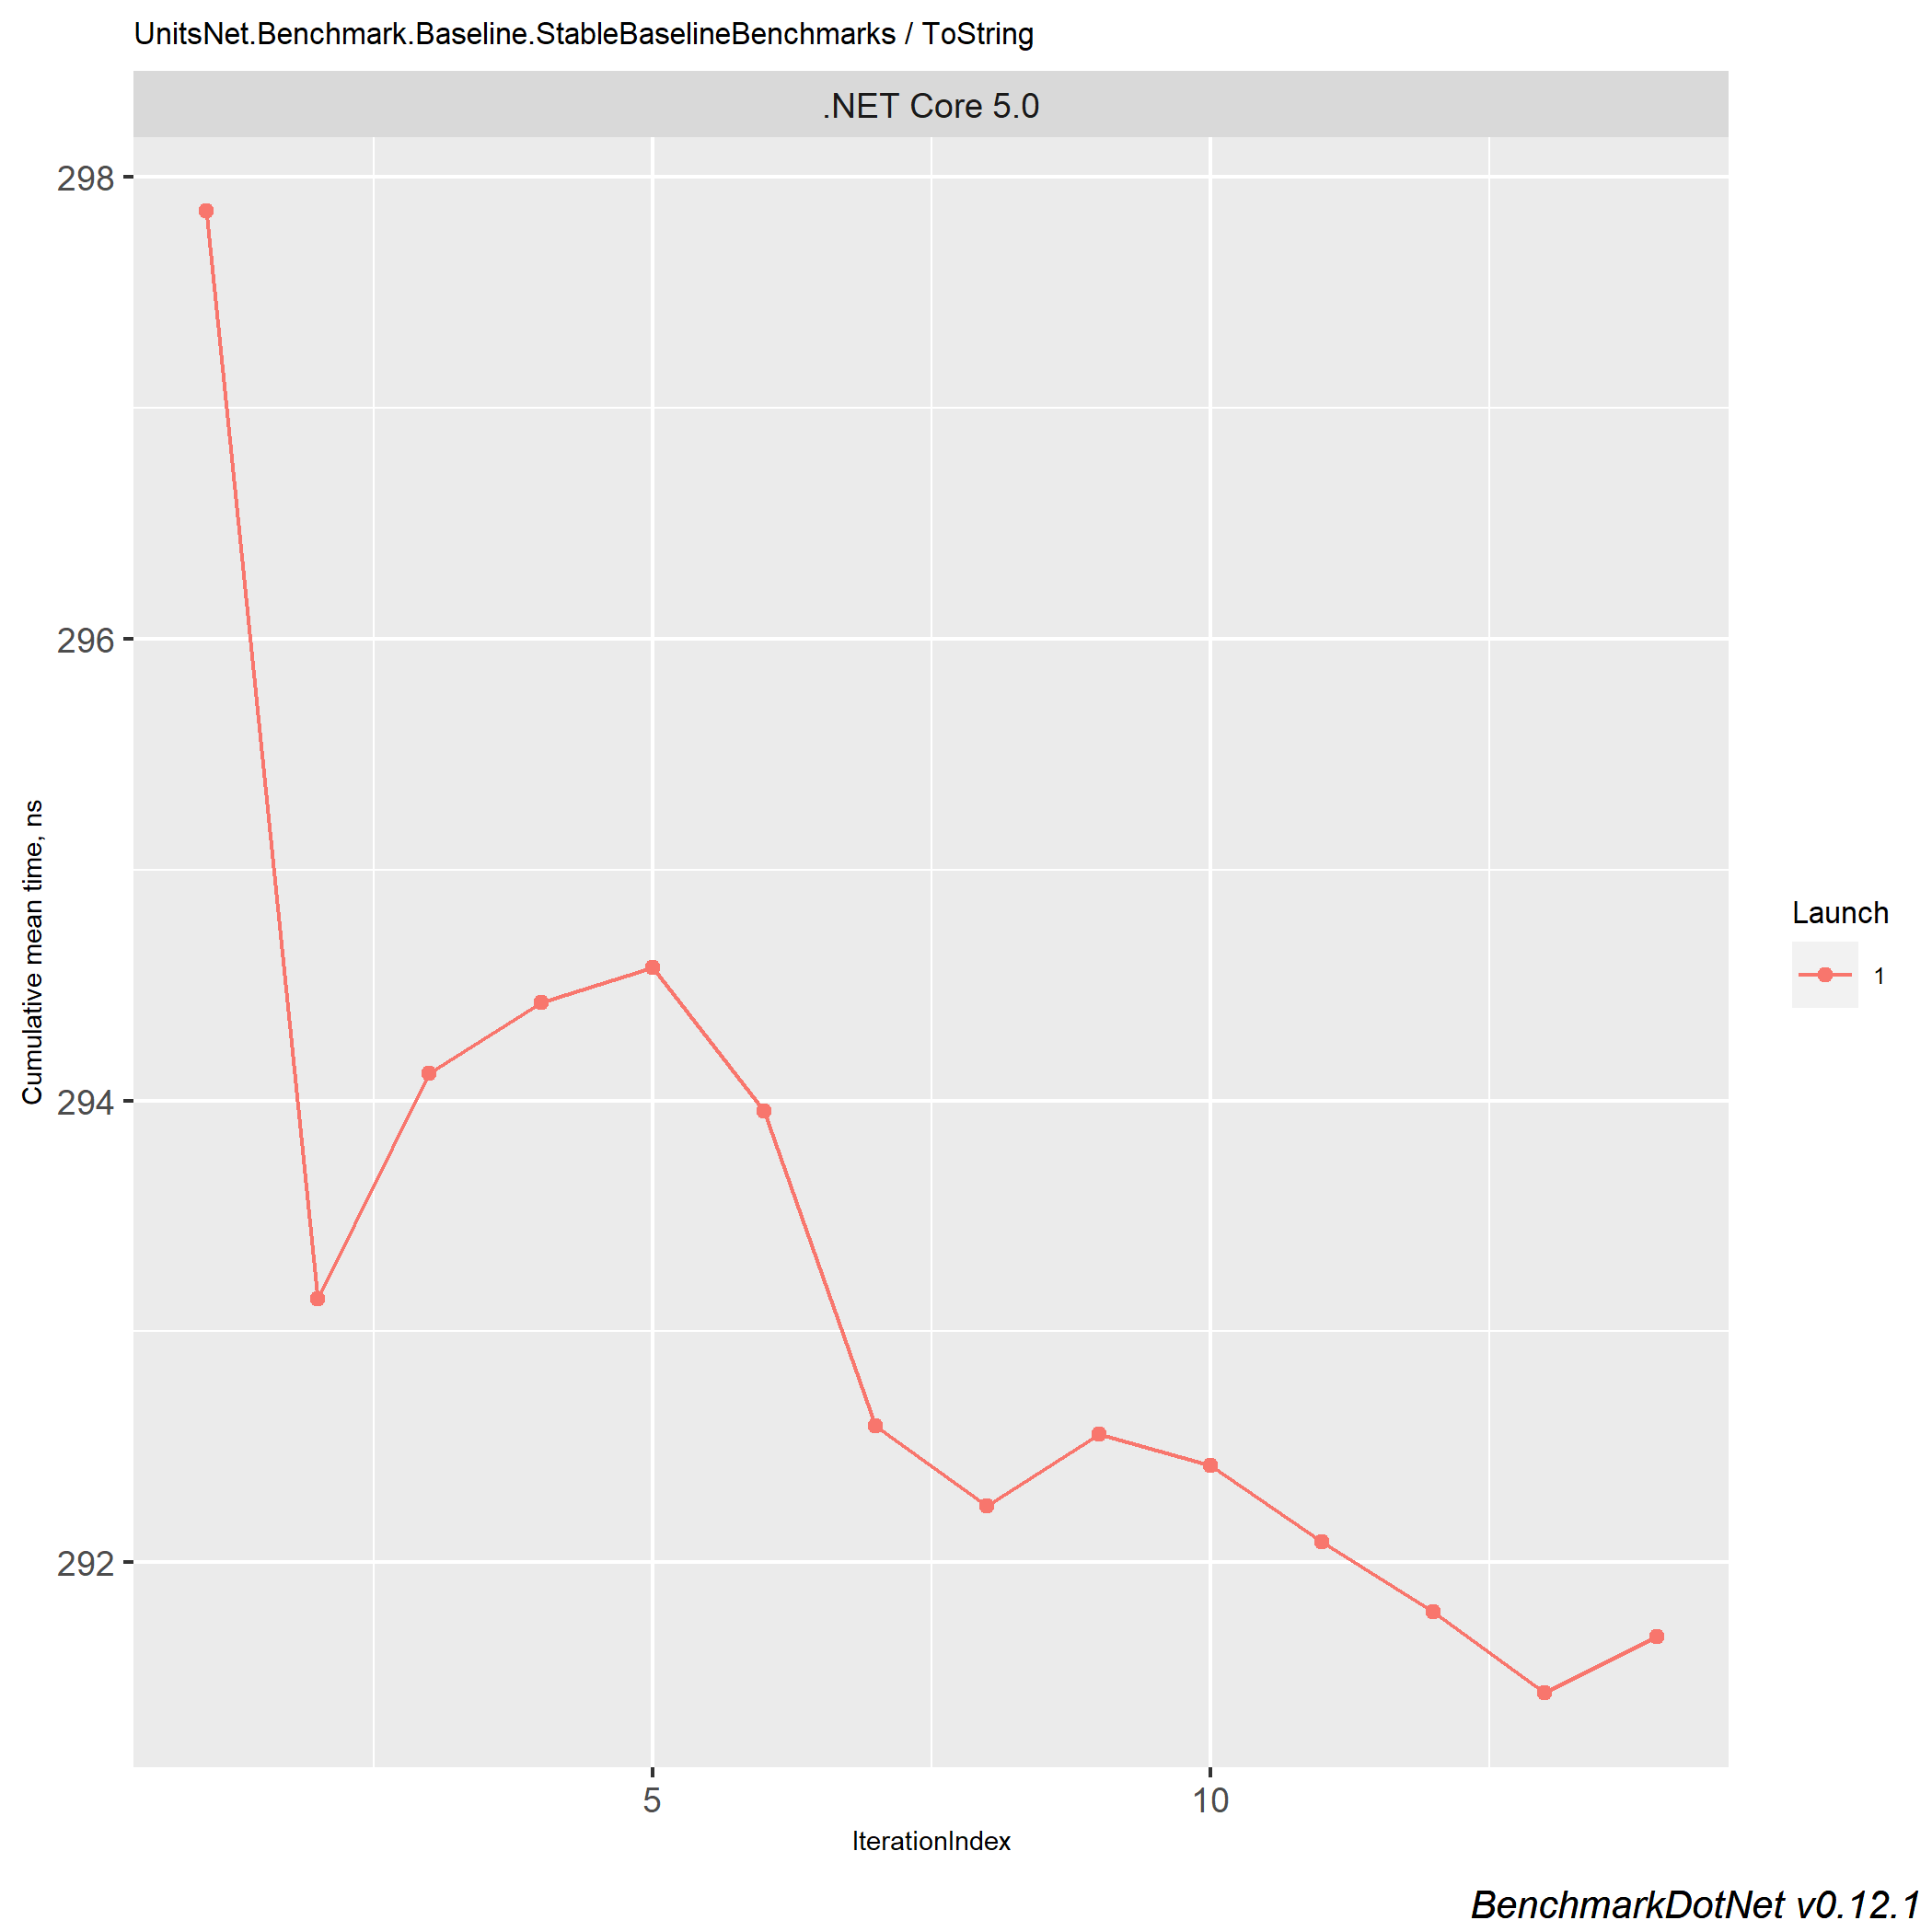 UnitsNet.Benchmark.Baseline.StableBaselineBenchmarks / ToString
.NET Core 5.0
298
296
294
292
Cumulative mean time, ns
5
10
IterationIndex
Launch
1
BenchmarkDotNet v0.12.1